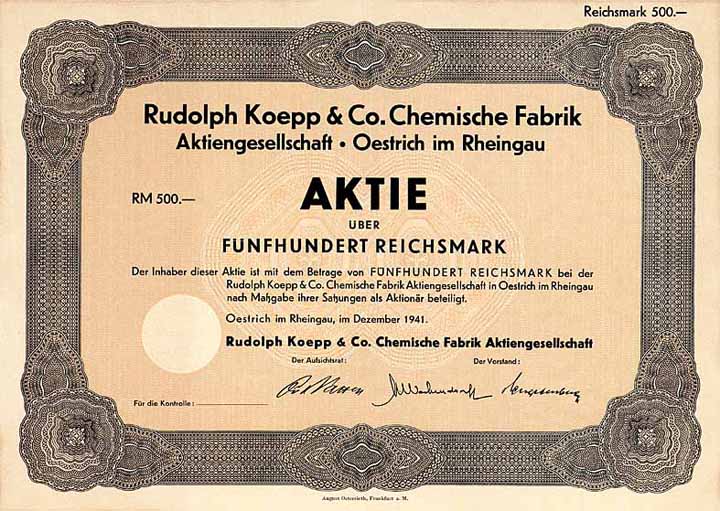 Reichsmark 500.—
Rudolph Koepp & Co. Chemische Fabrik
Aktiengesellschaft • Oestrich im Rheingau
AKTIE
RM 500.—
ÜBER
FÜNFHUNDERT REICHSMARK
Der Inhaber dieser Aktie ist mit dem Betrage von FÜNFHUNDERT REICHSMARK bei der
Rudolph Koepp & Co. Chemische Fabrik Aktiengesellschaft in Oestrich im Rheingau
nach Maßgabe ihrer Satzungen als Aktionär beteiligt.
Oestrich im Rheingau, im Dezember 1941.
Rudolph Koepp & Co. Chemische Fabrik Aktiengesellschaft
Der Aufsichtsrat: Der Vorstand:
Für die Kontrolle:
August Osterrieth, Frankfurt a. M.